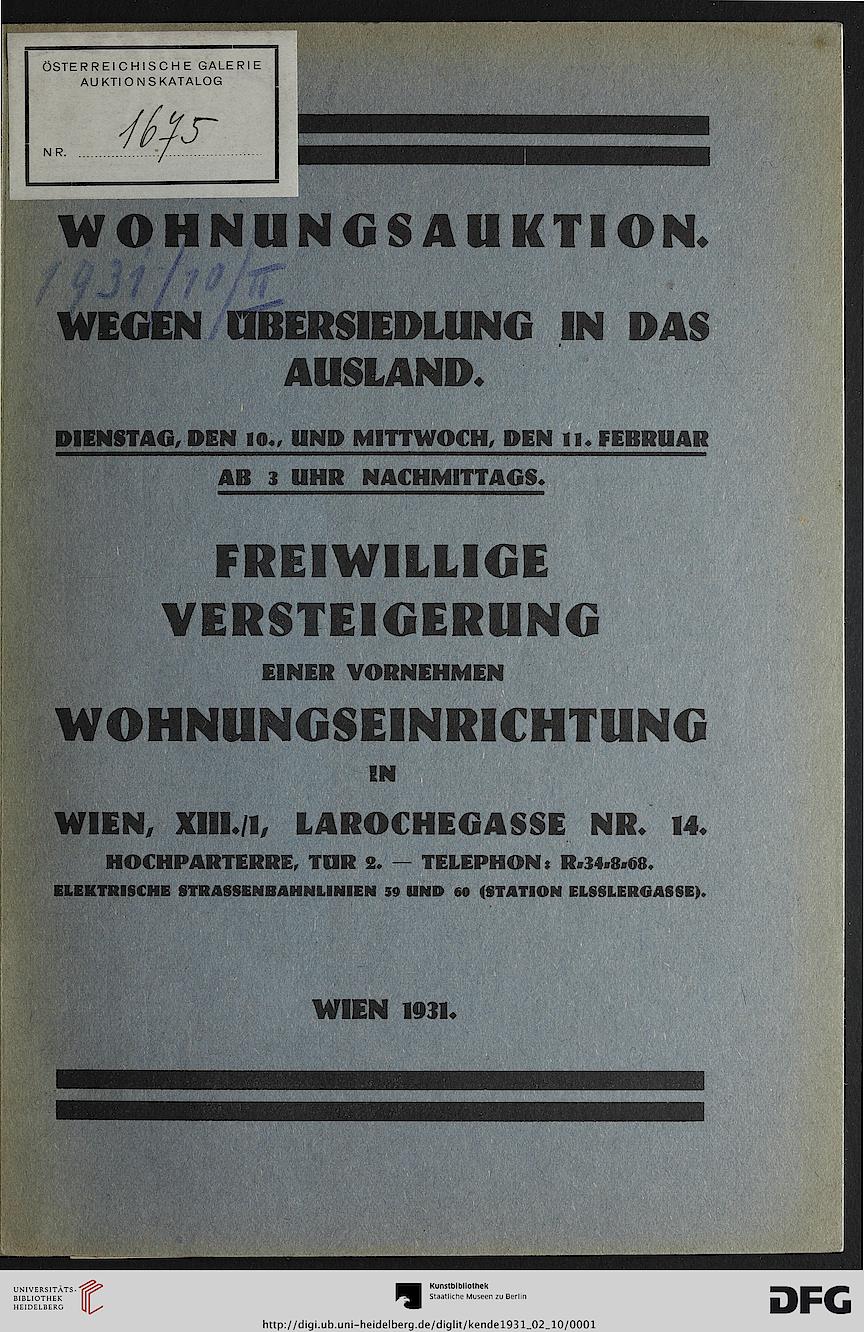 ÖSTERREICHISCHE GALERIE
AUKTIONSKATALOG
NR. 1675
WOHNUNGSAUKTION.
1931/10/II
WEGEN ÜBERSIEDLUNG IN DAS
AUSLAND.
DIENSTAG, DEN 10., UND MITTWOCH, DEN 11. FEBRUAR
AB 3 UHR NACHMITTAGS.
FREIWILLIGE
VERSTEIGERUNG
EINER VORNEHMEN
WOHNUNGSEINRICHTUNG
IN
WIEN, XIII./1, LAROCHEGASSE NR. 14.
HOCHPARTERRE, TÜR 2. — TELEPHON: R-34-8-68.
ELEKTRISCHE STRASSENBAHNLINIEN 59 UND 60 (STATION ELSSLERGASSE).
WIEN 1931.
UNIVERSITÄTS-
BIBLIOTHEK
HEIDELBERG
Kunstbibliothek
Staatliche Museen zu Berlin
DFG
http://digi.ub.uni-heidelberg.de/diglit/kende1931_02_10/0001